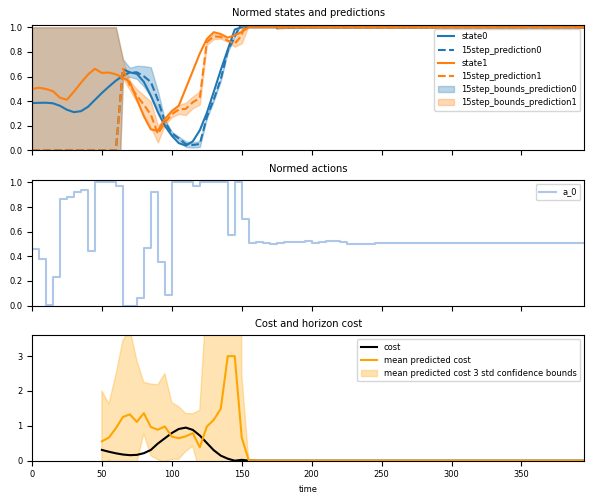 Normed states and predictions
1.0
0.8
0.6
0.4
0.2
0.0
state0
15step_prediction0
state1
15step_prediction1
15step_bounds_prediction0
15step_bounds_prediction1
Normed actions
1.0
0.8
0.6
0.4
0.2
0.0
a_0
Cost and horizon cost
3
2
1
0
cost
mean predicted cost
mean predicted cost 3 std confidence bounds
0 50 100 150 200 250 300 350
time